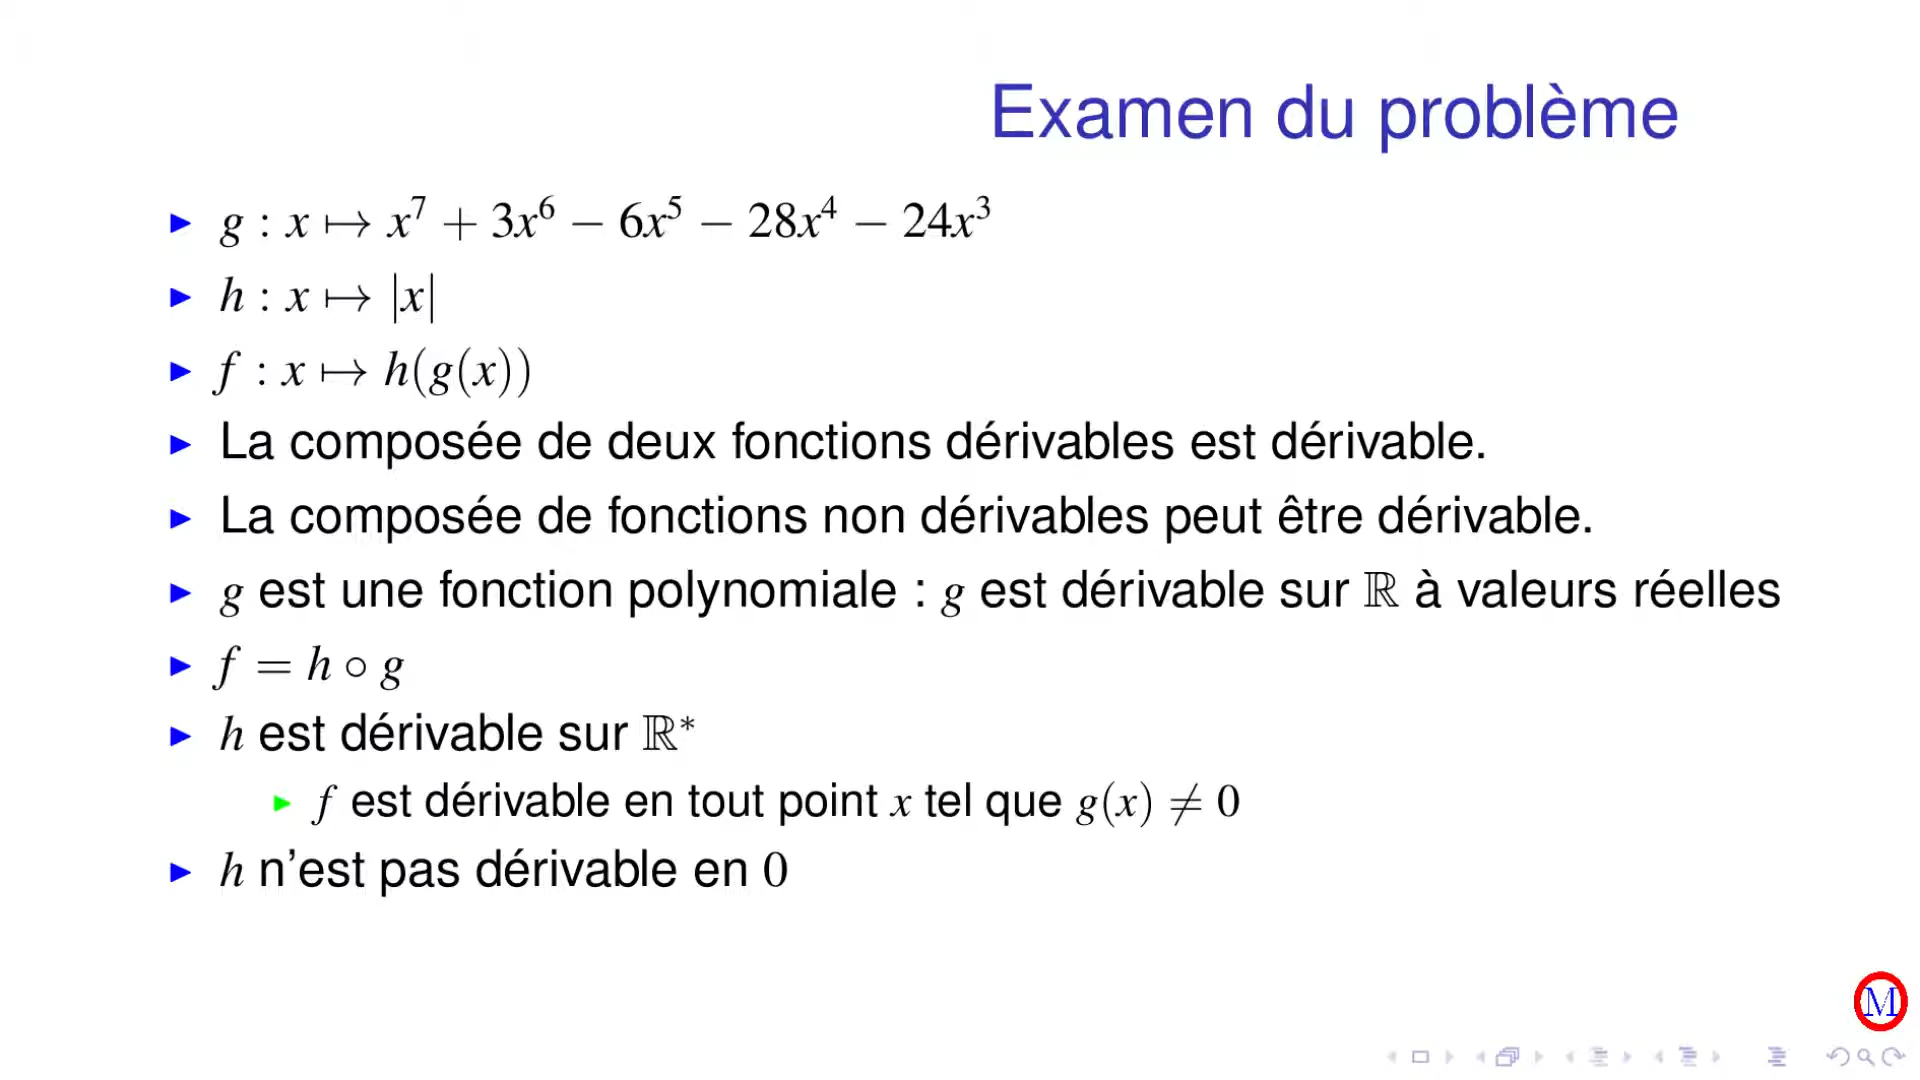 Examen du problème
g : x ↦ x⁷ + 3x⁶ − 6x⁵ − 28x⁴ − 24x³
h : x ↦ |x|
f : x ↦ h(g(x))
La composée de deux fonctions dérivables est dérivable.
La composée de fonctions non dérivables peut être dérivable.
g est une fonction polynomiale : g est dérivable sur ℝ à valeurs réelles
f = h ∘ g
h est dérivable sur ℝ*
f est dérivable en tout point x tel que g(x) ≠ 0
h n'est pas dérivable en 0
M